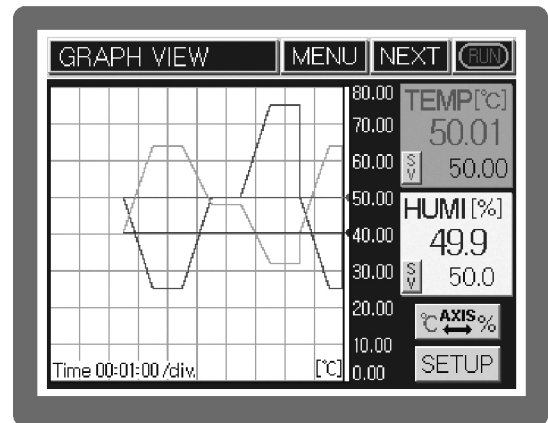 GRAPH VIEW MENU NEXT RUN
80.00
70.00
60.00
50.00
40.00
30.00
20.00
10.00
0.00
TEMP[℃]
50.01
SV 50.00
HUMI[%]
49.9
SV 50.0
℃ AXIS %
SETUP
Time 00:01:00 /div.
[℃]